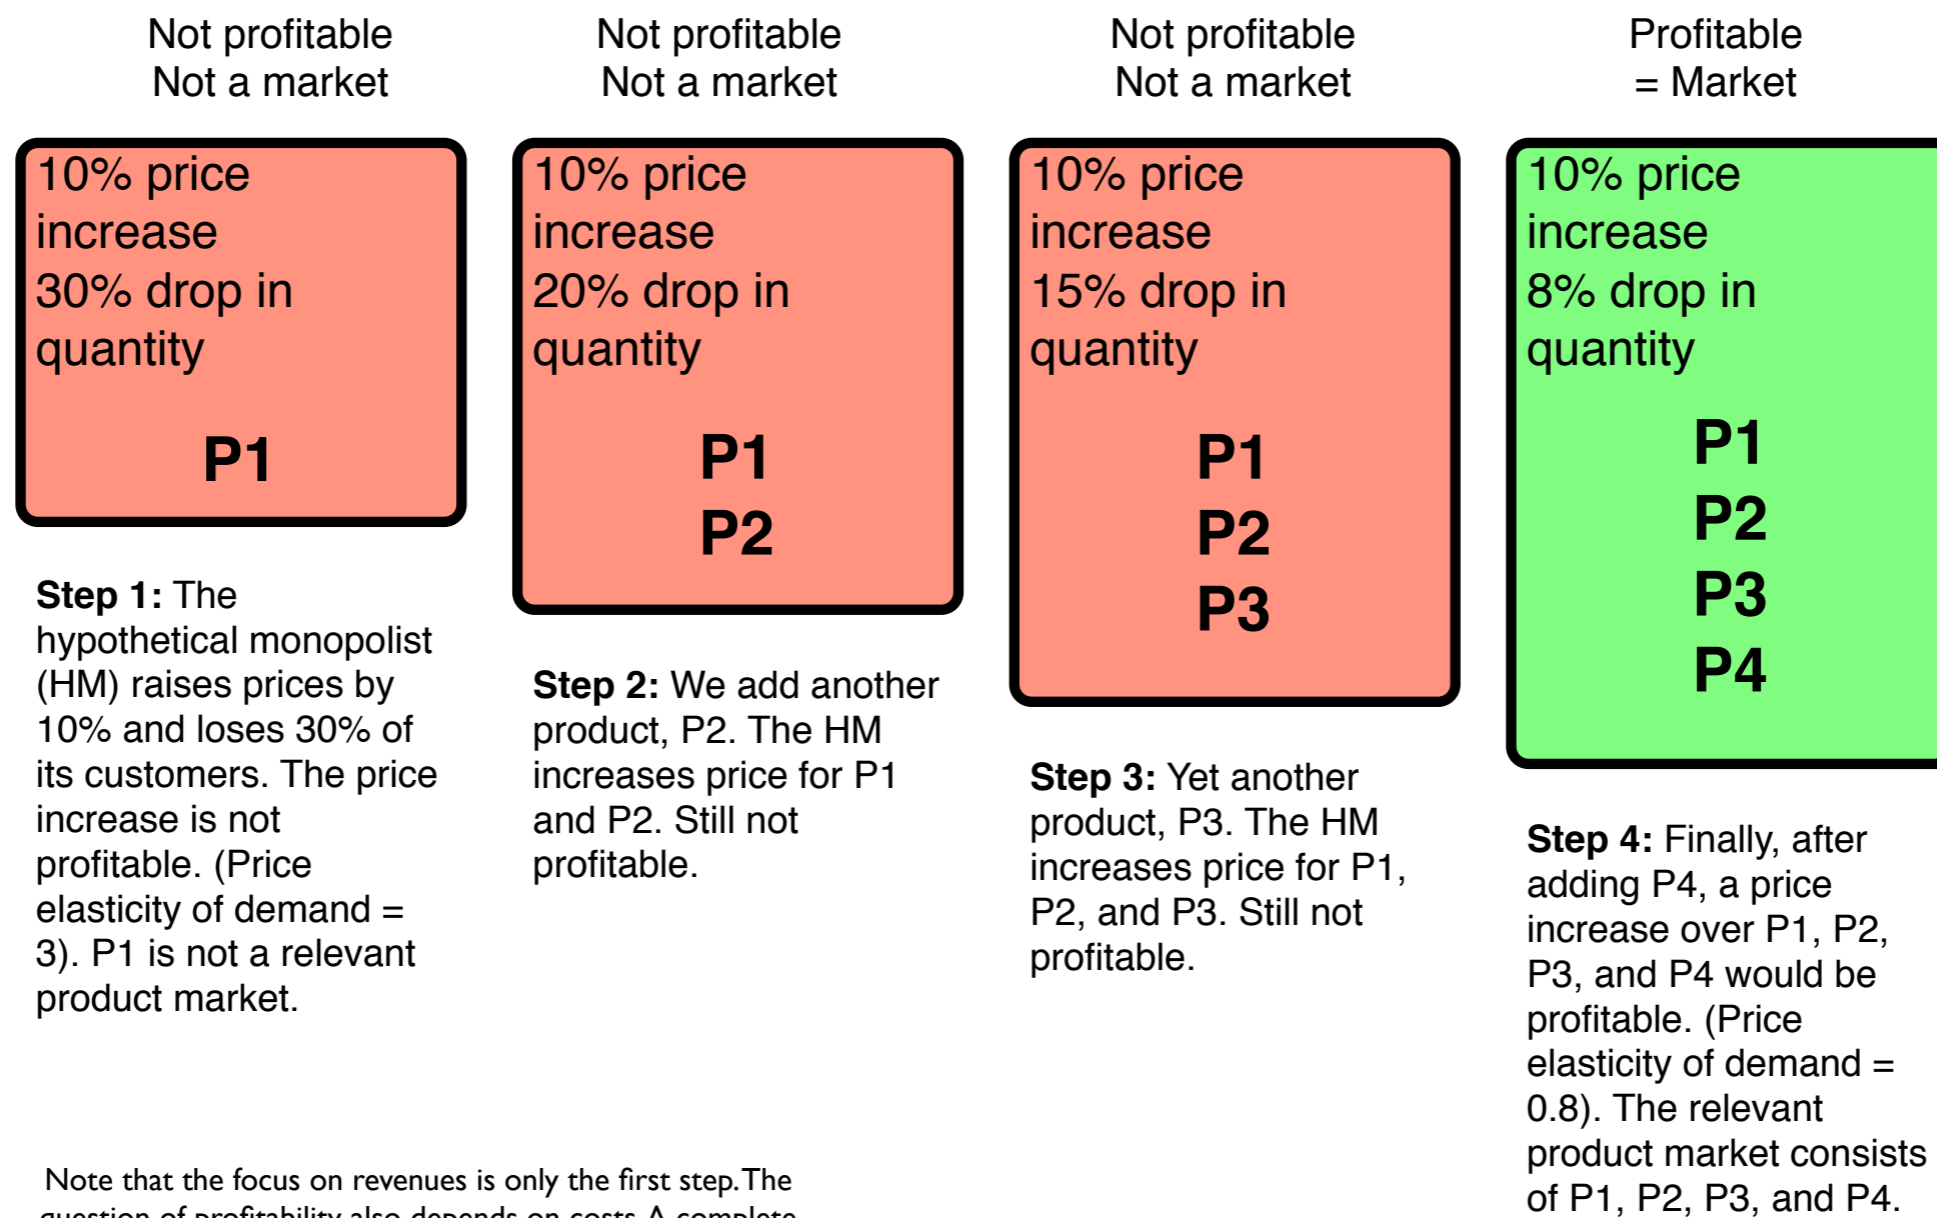 Not profitable
Not a market
10% price
increase
30% drop in
quantity
P1
Step 1: The
hypothetical monopolist
(HM) raises prices by
10% and loses 30% of
its customers. The price
increase is not
profitable. (Price
elasticity of demand =
3). P1 is not a relevant
product market.
Not profitable
Not a market
10% price
increase
20% drop in
quantity
P1
P2
Step 2: We add another
product, P2. The HM
increases price for P1
and P2. Still not
profitable.
Not profitable
Not a market
10% price
increase
15% drop in
quantity
P1
P2
P3
Step 3: Yet another
product, P3. The HM
increases price for P1,
P2, and P3. Still not
profitable.
Profitable
= Market
10% price
increase
8% drop in
quantity
P1
P2
P3
P4
Step 4: Finally, after
adding P4, a price
increase over P1, P2,
P3, and P4 would be
profitable. (Price
elasticity of demand =
0.8). The relevant
product market consists
of P1, P2, P3, and P4.
Note that the focus on revenues is only the first step. The
question of profitability also depends on costs. A complete